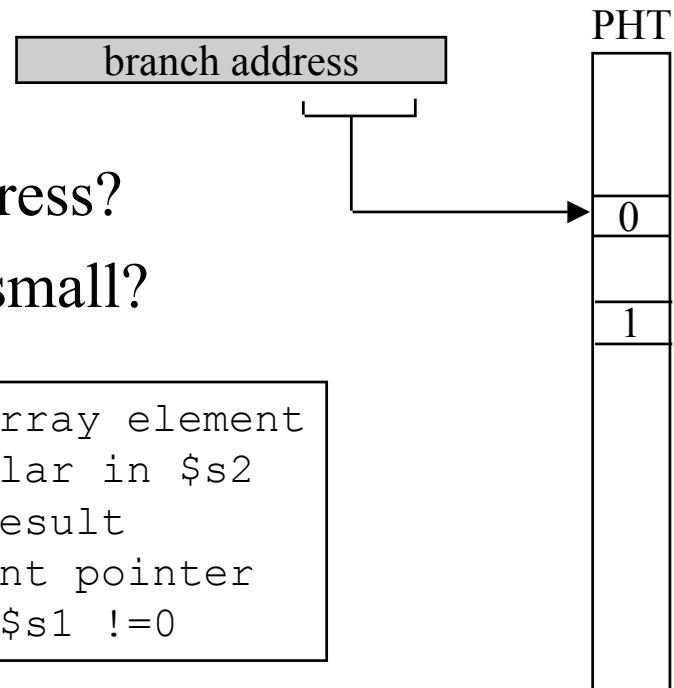 PHT
branch address
ress?
0
small?
1
rray element
lar in $s2
esult
nt pointer
$s1 !=0